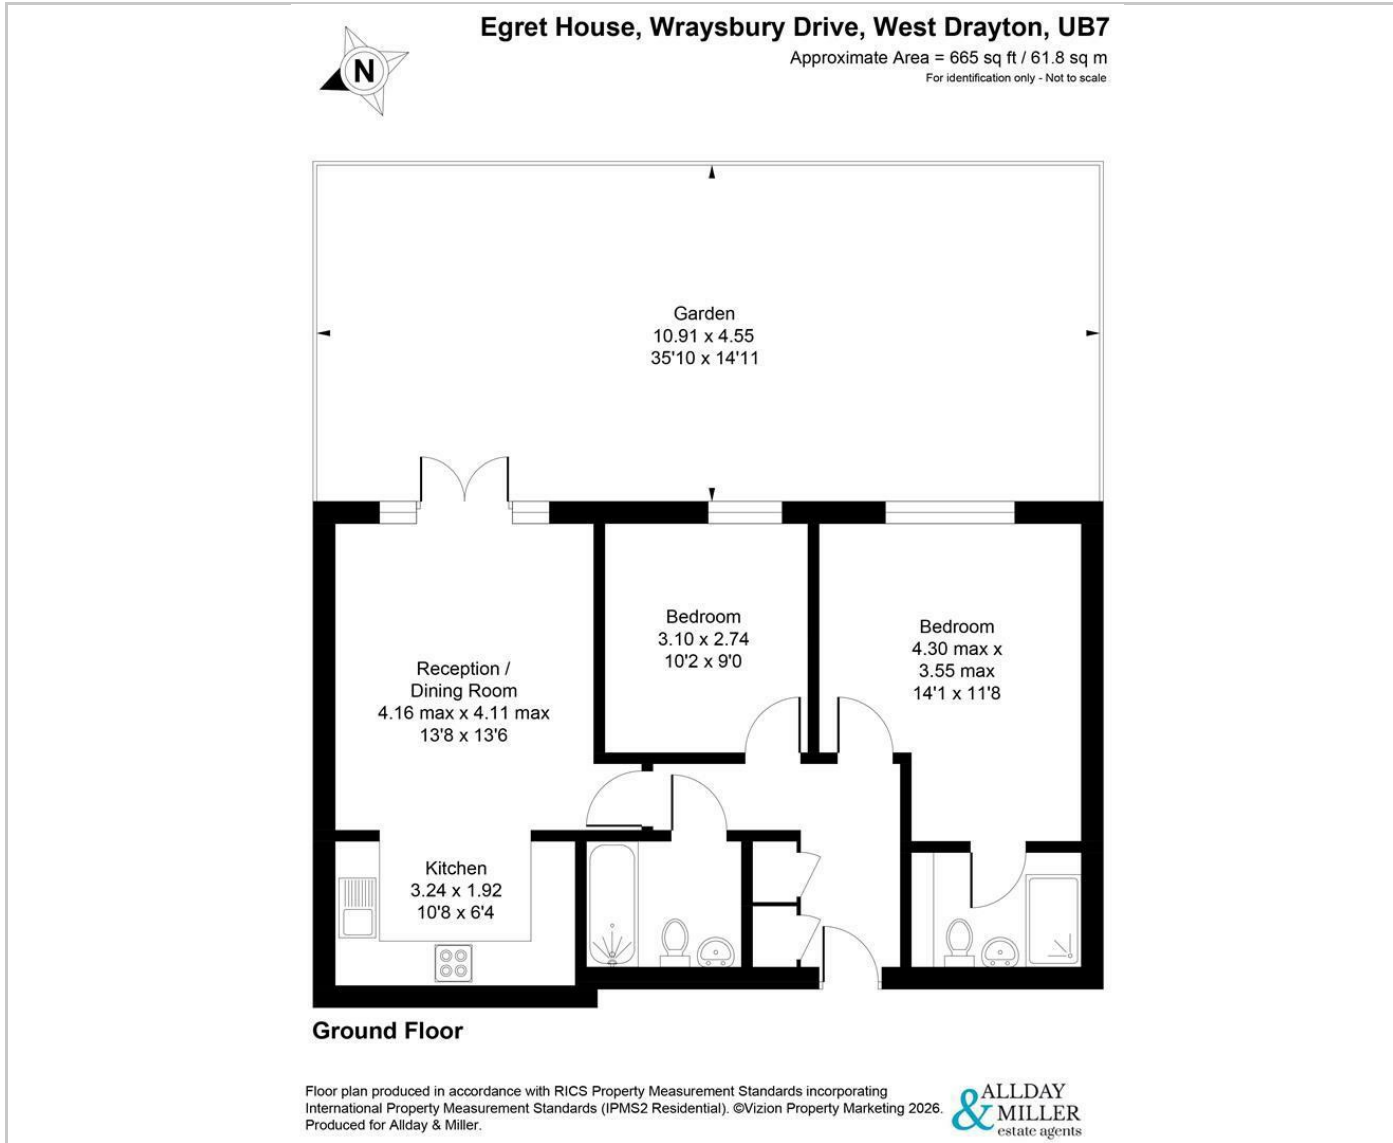 Egret House, Wraysbury Drive, West Drayton, UB7
Approximate Area = 665 sq ft / 61.8 sq m
For identification only - Not to scale
N
Garden
10.91 x 4.55
35'10 x 14'11
Bedroom
3.10 x 2.74
10'2 x 9'0
Bedroom
4.30 max x
3.55 max
14'1 x 11'8
Reception /
Dining Room
4.16 max x 4.11 max
13'8 x 13'6
Kitchen
3.24 x 1.92
10'8 x 6'4
Ground Floor
Floor plan produced in accordance with RICS Property Measurement Standards incorporating
International Property Measurement Standards (IPMS2 Residential). ©Vizion Property Marketing 2026.
Produced for Allday & Miller.
ALLDAY
& MILLER
estate agents